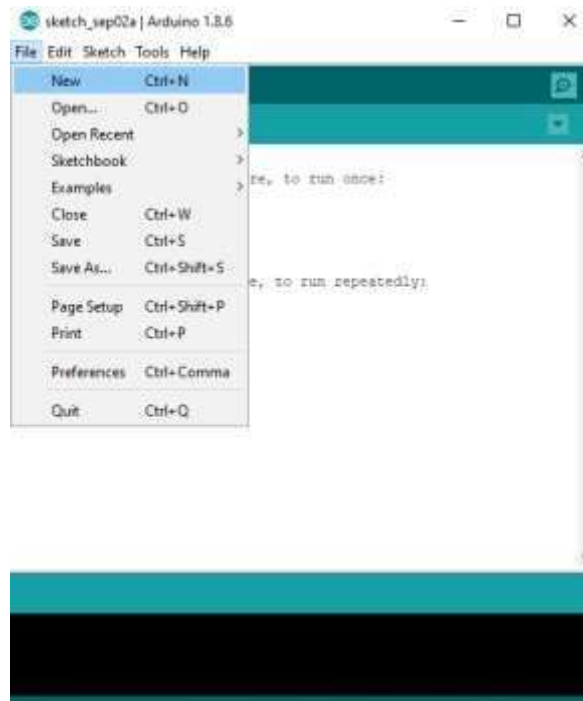 sketch_sep02a | Arduino 1.8.6
File Edit Sketch Tools Help
New Ctrl+N
Open... Ctrl+O
Open Recent
Sketchbook
Examples
re, to run once:
Close Ctrl+W
Save Ctrl+S
Save As... Ctrl+Shift+S
e, to run repeatedly:
Page Setup Ctrl+Shift+P
Print Ctrl+P
Preferences Ctrl+Comma
Quit Ctrl+Q